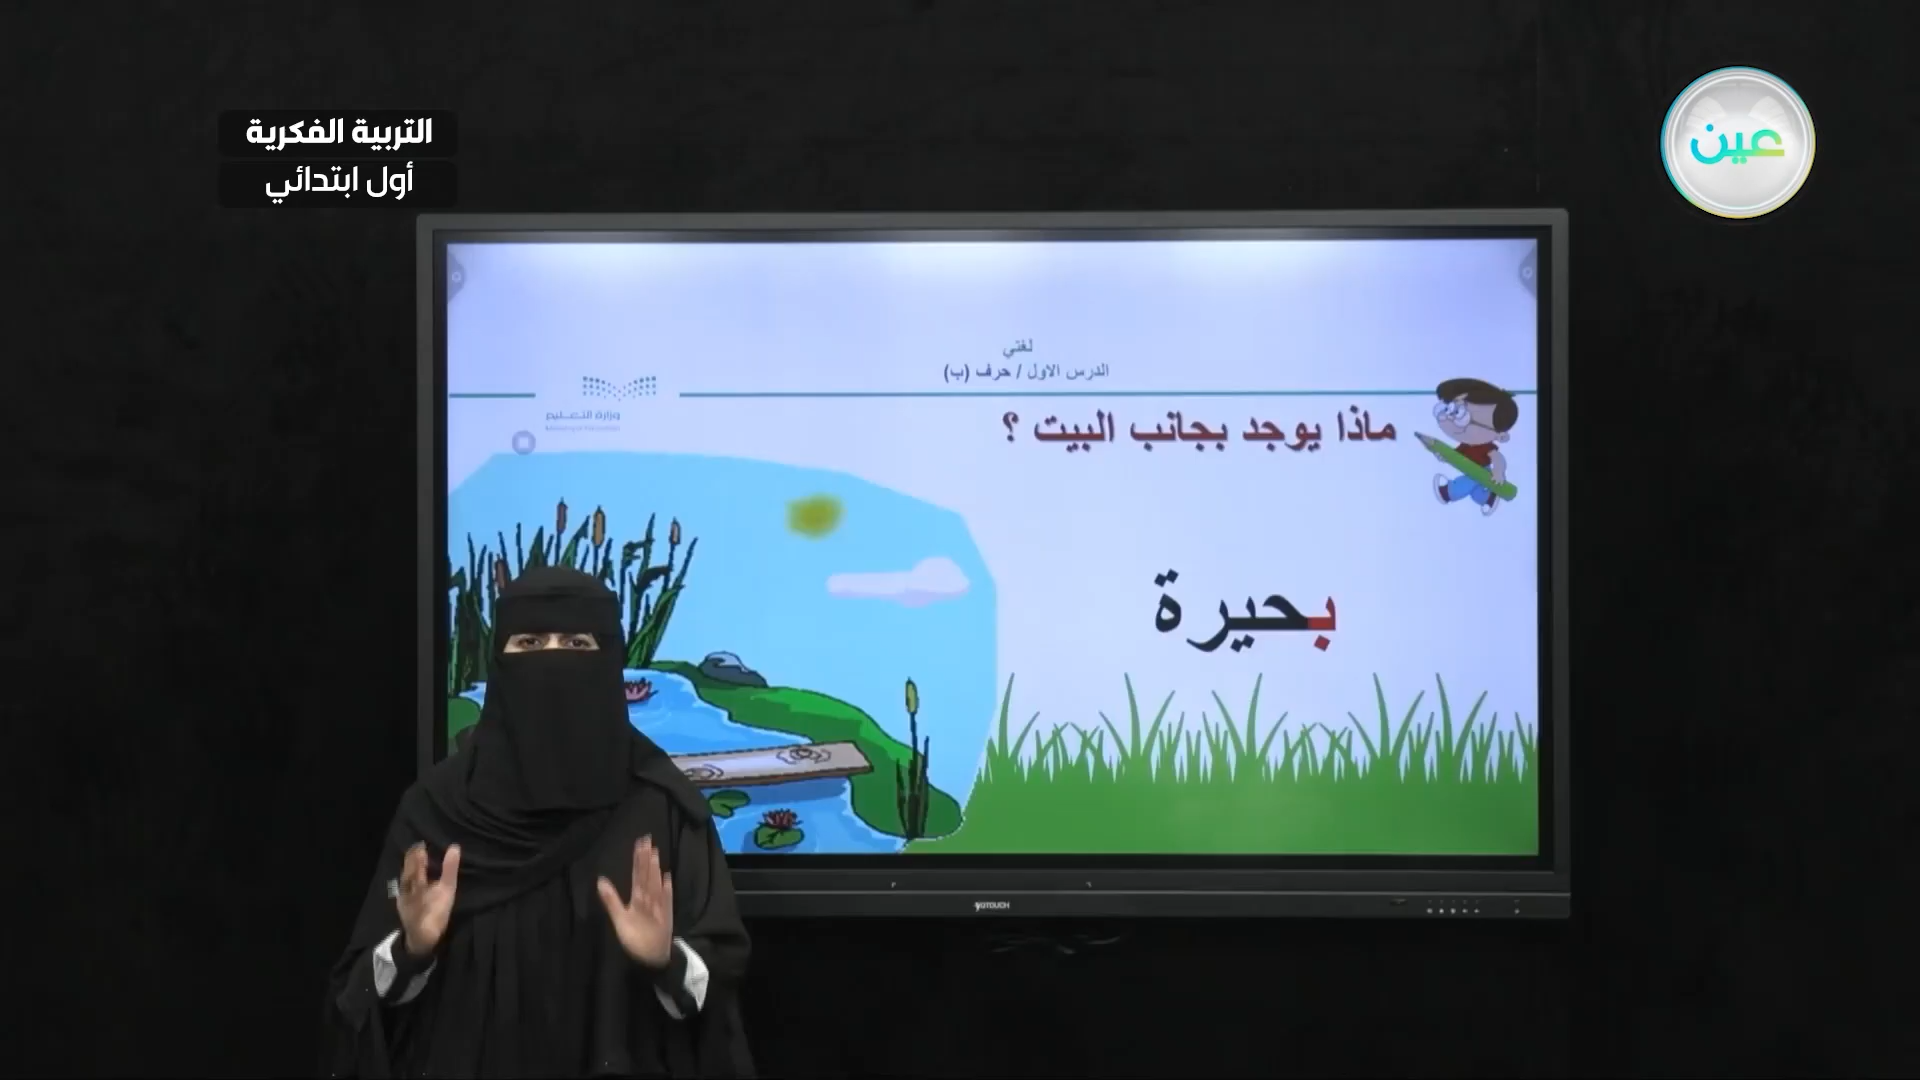 التربية الفكرية
أول ابتدائي
عين
لغتي
الدرس الاول / حرف (ب)
وزارة التعليم
ماذا يوجد بجانب البيت ؟
بحيرة